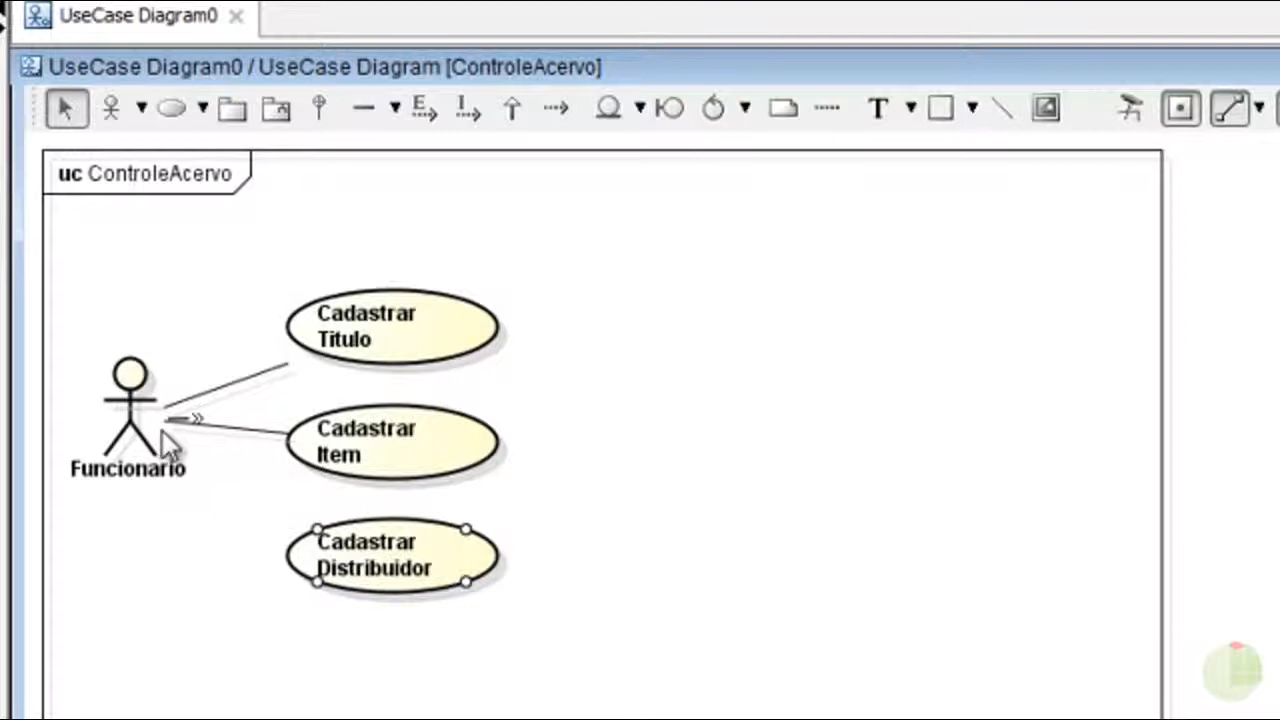 UseCase Diagram0
UseCase Diagram0 / UseCase Diagram [ControleAcervo]
E
I
T
uc ControleAcervo
Cadastrar
Titulo
Cadastrar
Item
Funcionario
Cadastrar
Distribuidor